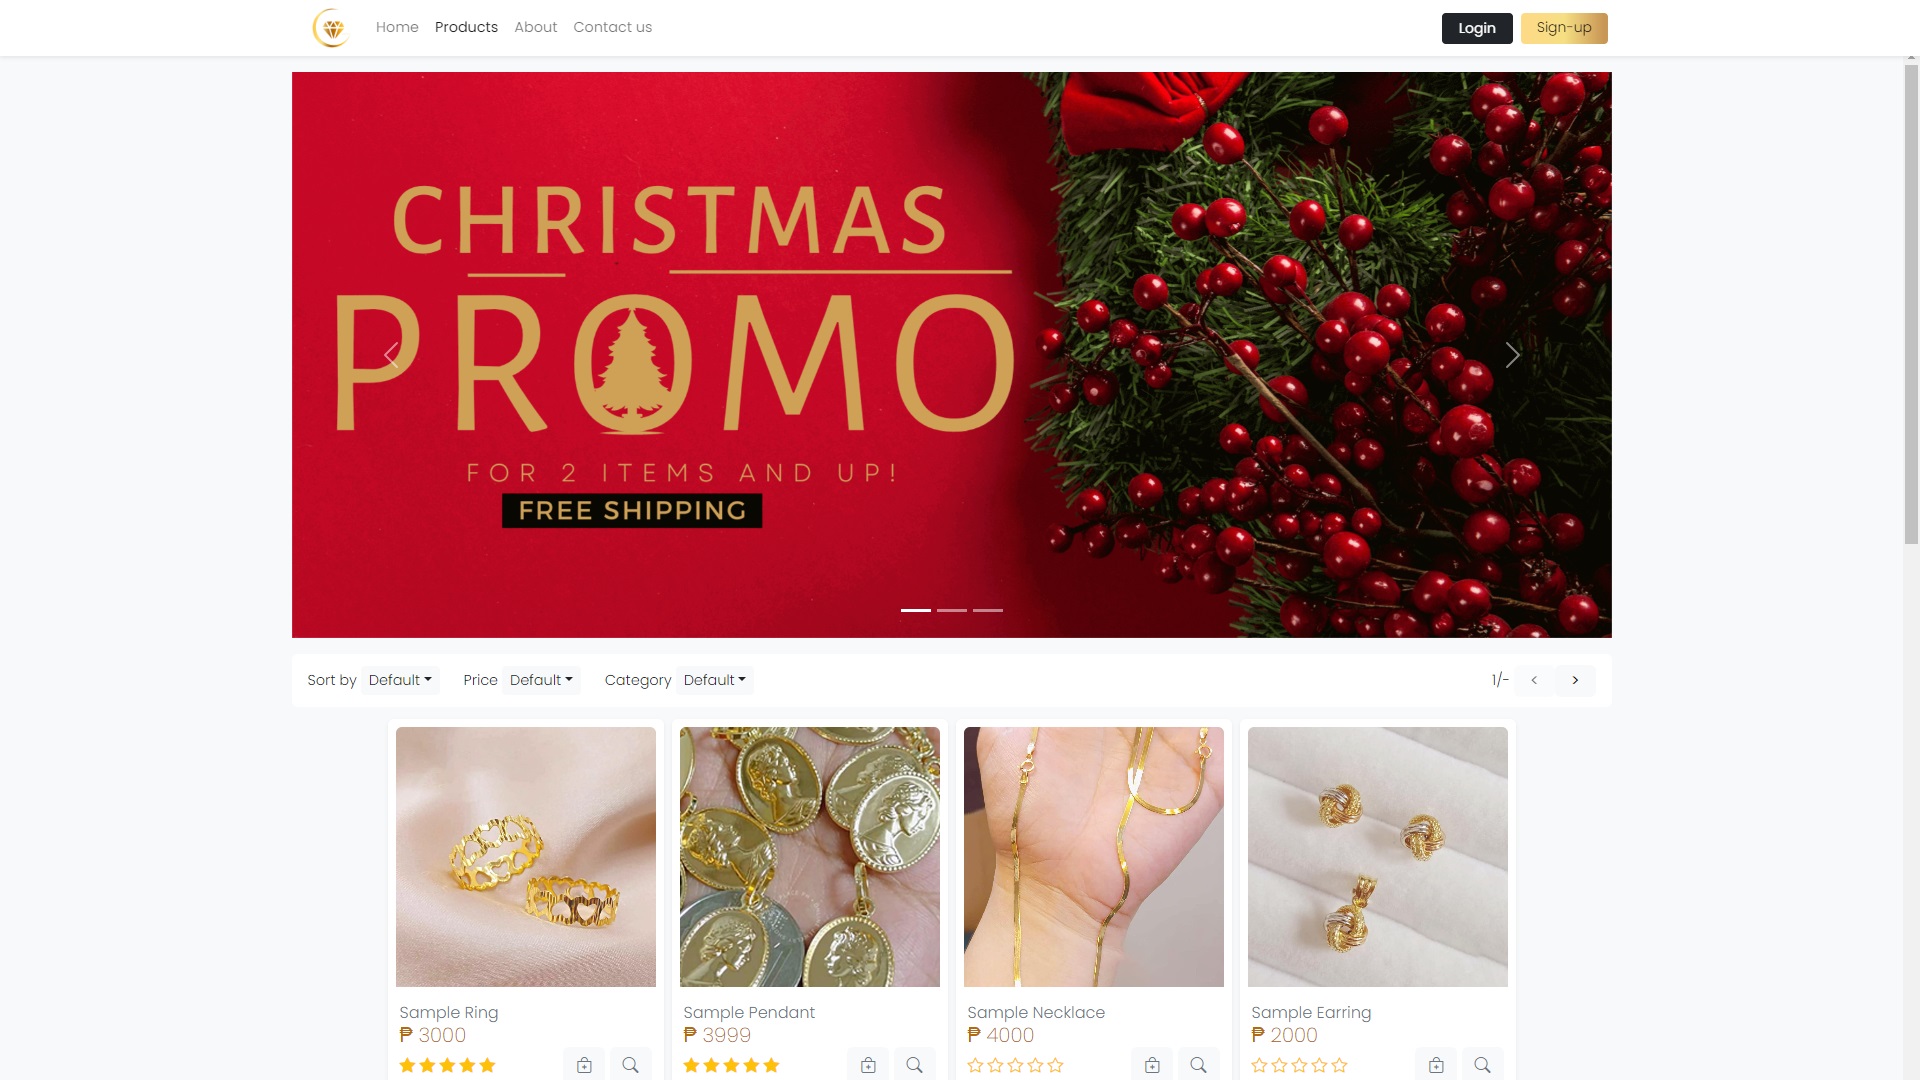 Home Products About Contact us Login Sign-up
CHRISTMAS
PROMO
FOR 2 ITEMS AND UP!
FREE SHIPPING
Sort by Default Price Default Category Default 1/- < >
Sample Ring
₱ 3000
Sample Pendant
₱ 3999
Sample Necklace
₱ 4000
Sample Earring
₱ 2000